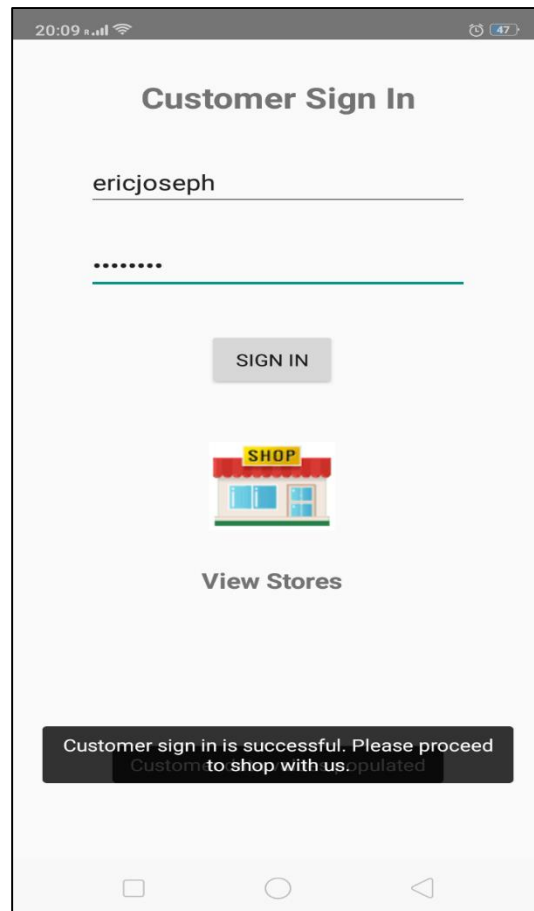 20:09
47
Customer Sign In
ericjoseph
••••••••
SIGN IN
SHOP
View Stores
Customer sign in is successful. Please proceed
to shop with us.
populated